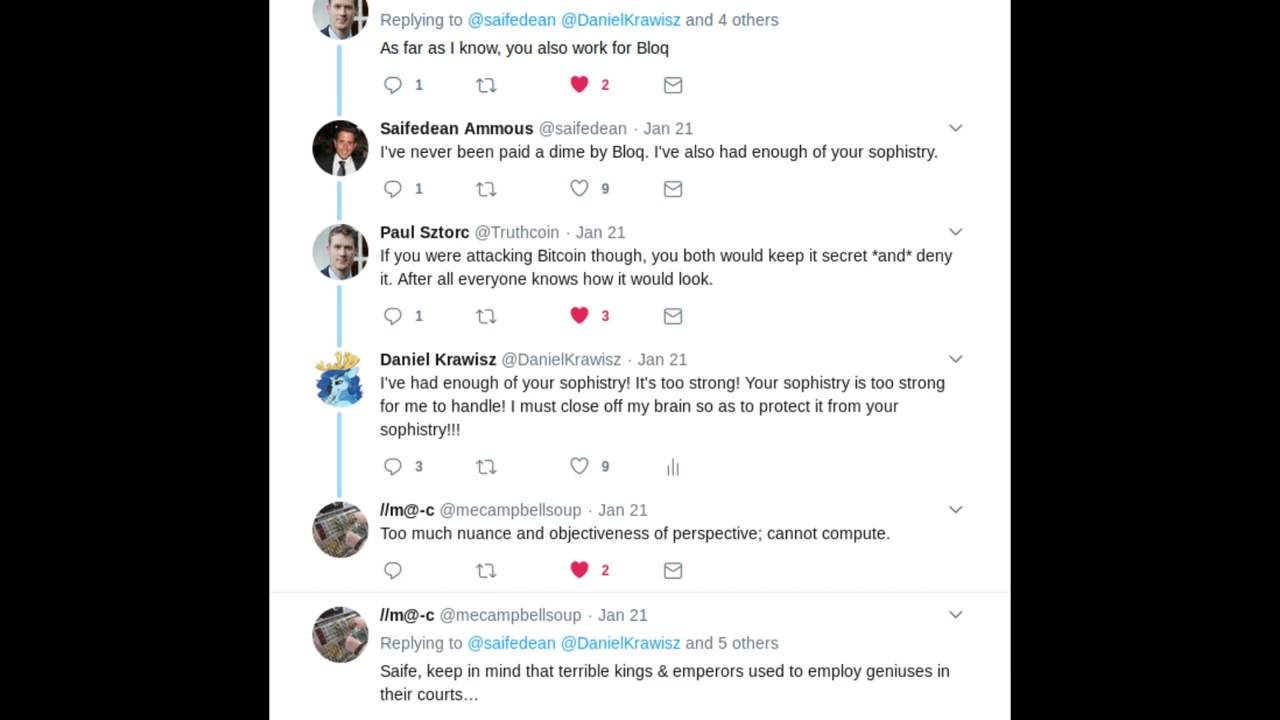 Replying to @saifedean @DanielKrawisz and 4 others
As far as I know, you also work for Bloq
1 2
Saifedean Ammous @saifedean · Jan 21
I've never been paid a dime by Bloq. I've also had enough of your sophistry.
1 9
Paul Sztorc @Truthcoin · Jan 21
If you were attacking Bitcoin though, you both would keep it secret *and* deny
it. After all everyone knows how it would look.
1 3
Daniel Krawisz @DanielKrawisz · Jan 21
I've had enough of your sophistry! It's too strong! Your sophistry is too strong
for me to handle! I must close off my brain so as to protect it from your
sophistry!!!
3 9
//m@-c @mecampbellsoup · Jan 21
Too much nuance and objectiveness of perspective; cannot compute.
2
//m@-c @mecampbellsoup · Jan 21
Replying to @saifedean @DanielKrawisz and 5 others
Saife, keep in mind that terrible kings & emperors used to employ geniuses in
their courts…